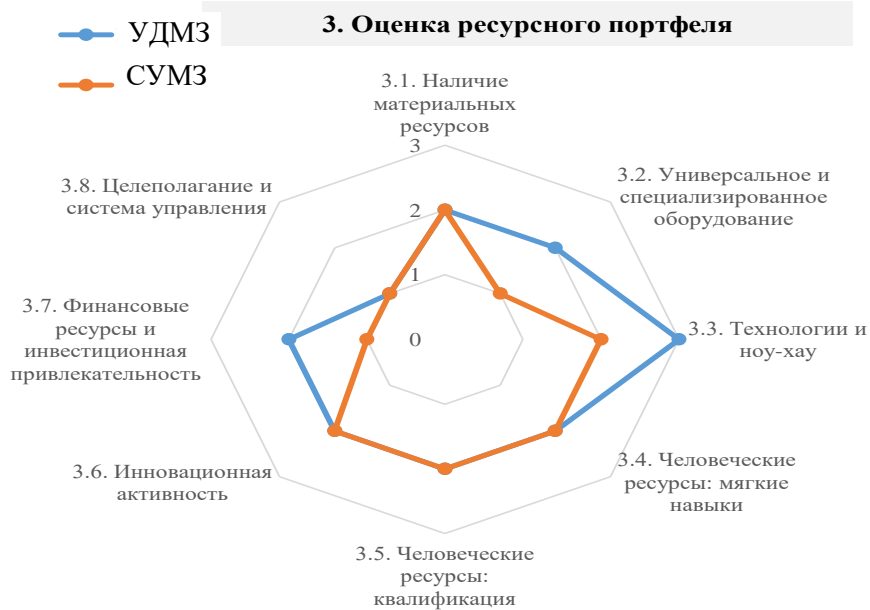 3. Оценка ресурсного портфеля
УДМЗ
СУМЗ
3.1. Наличие
материальных
ресурсов
3.2. Универсальное и
специализированное
оборудование
3.3. Технологии и
ноу-хау
3.4. Человеческие
ресурсы: мягкие
навыки
3.5. Человеческие
ресурсы:
квалификация
3.6. Инновационная
активность
3.7. Финансовые
ресурсы и
инвестиционная
привлекательность
3.8. Целеполагание и
система управления
3
2
1
0